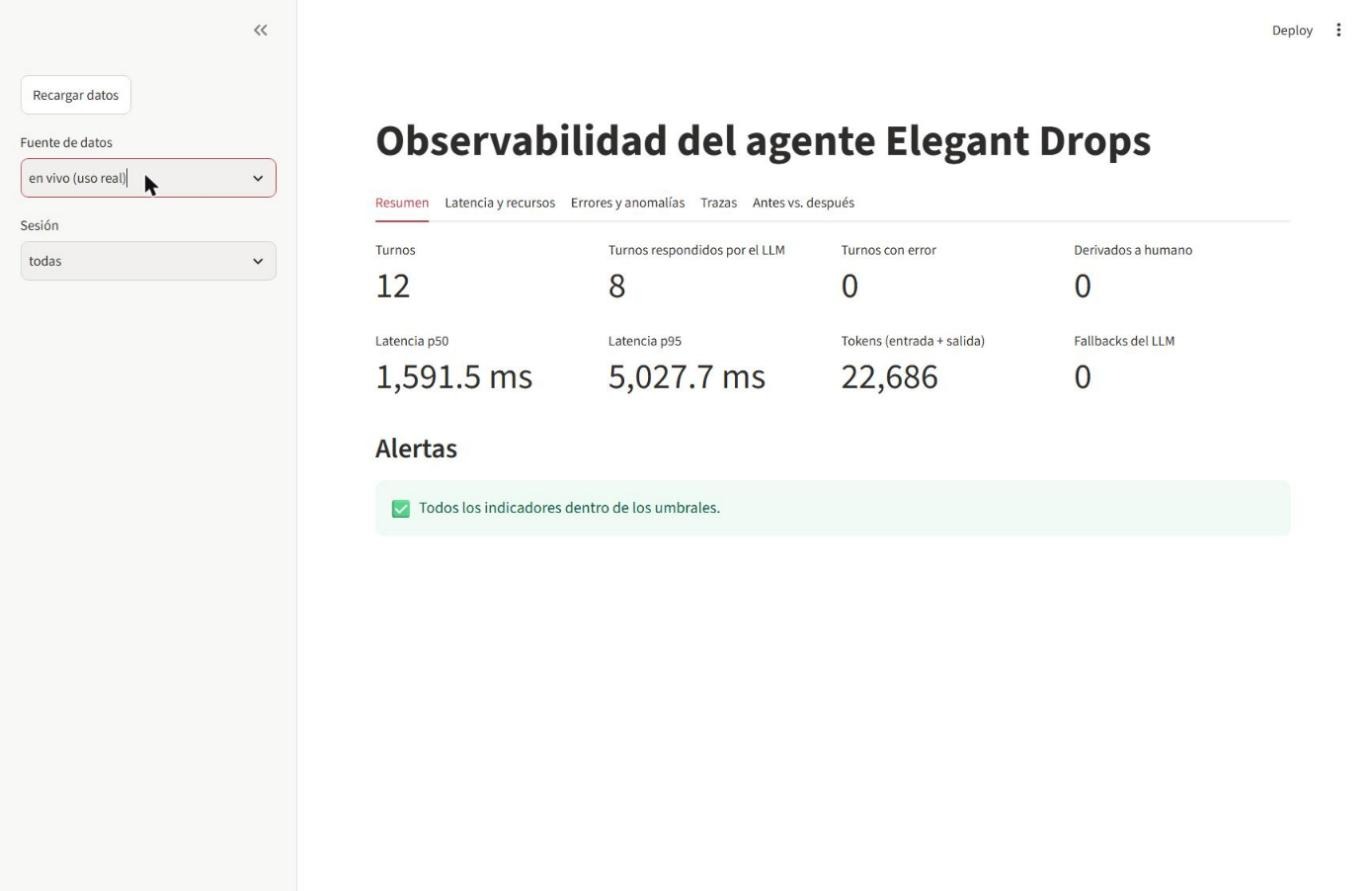 Deploy
Recargar datos
Fuente de datos
en vivo (uso real)
Sesión
todas
Observabilidad del agente Elegant Drops
Resumen Latencia y recursos Errores y anomalías Trazas Antes vs. después
Turnos Turnos respondidos por el LLM Turnos con error Derivados a humano
12 8 0 0
Latencia p50 Latencia p95 Tokens (entrada + salida) Fallbacks del LLM
1,591.5 ms 5,027.7 ms 22,686 0
Alertas
Todos los indicadores dentro de los umbrales.